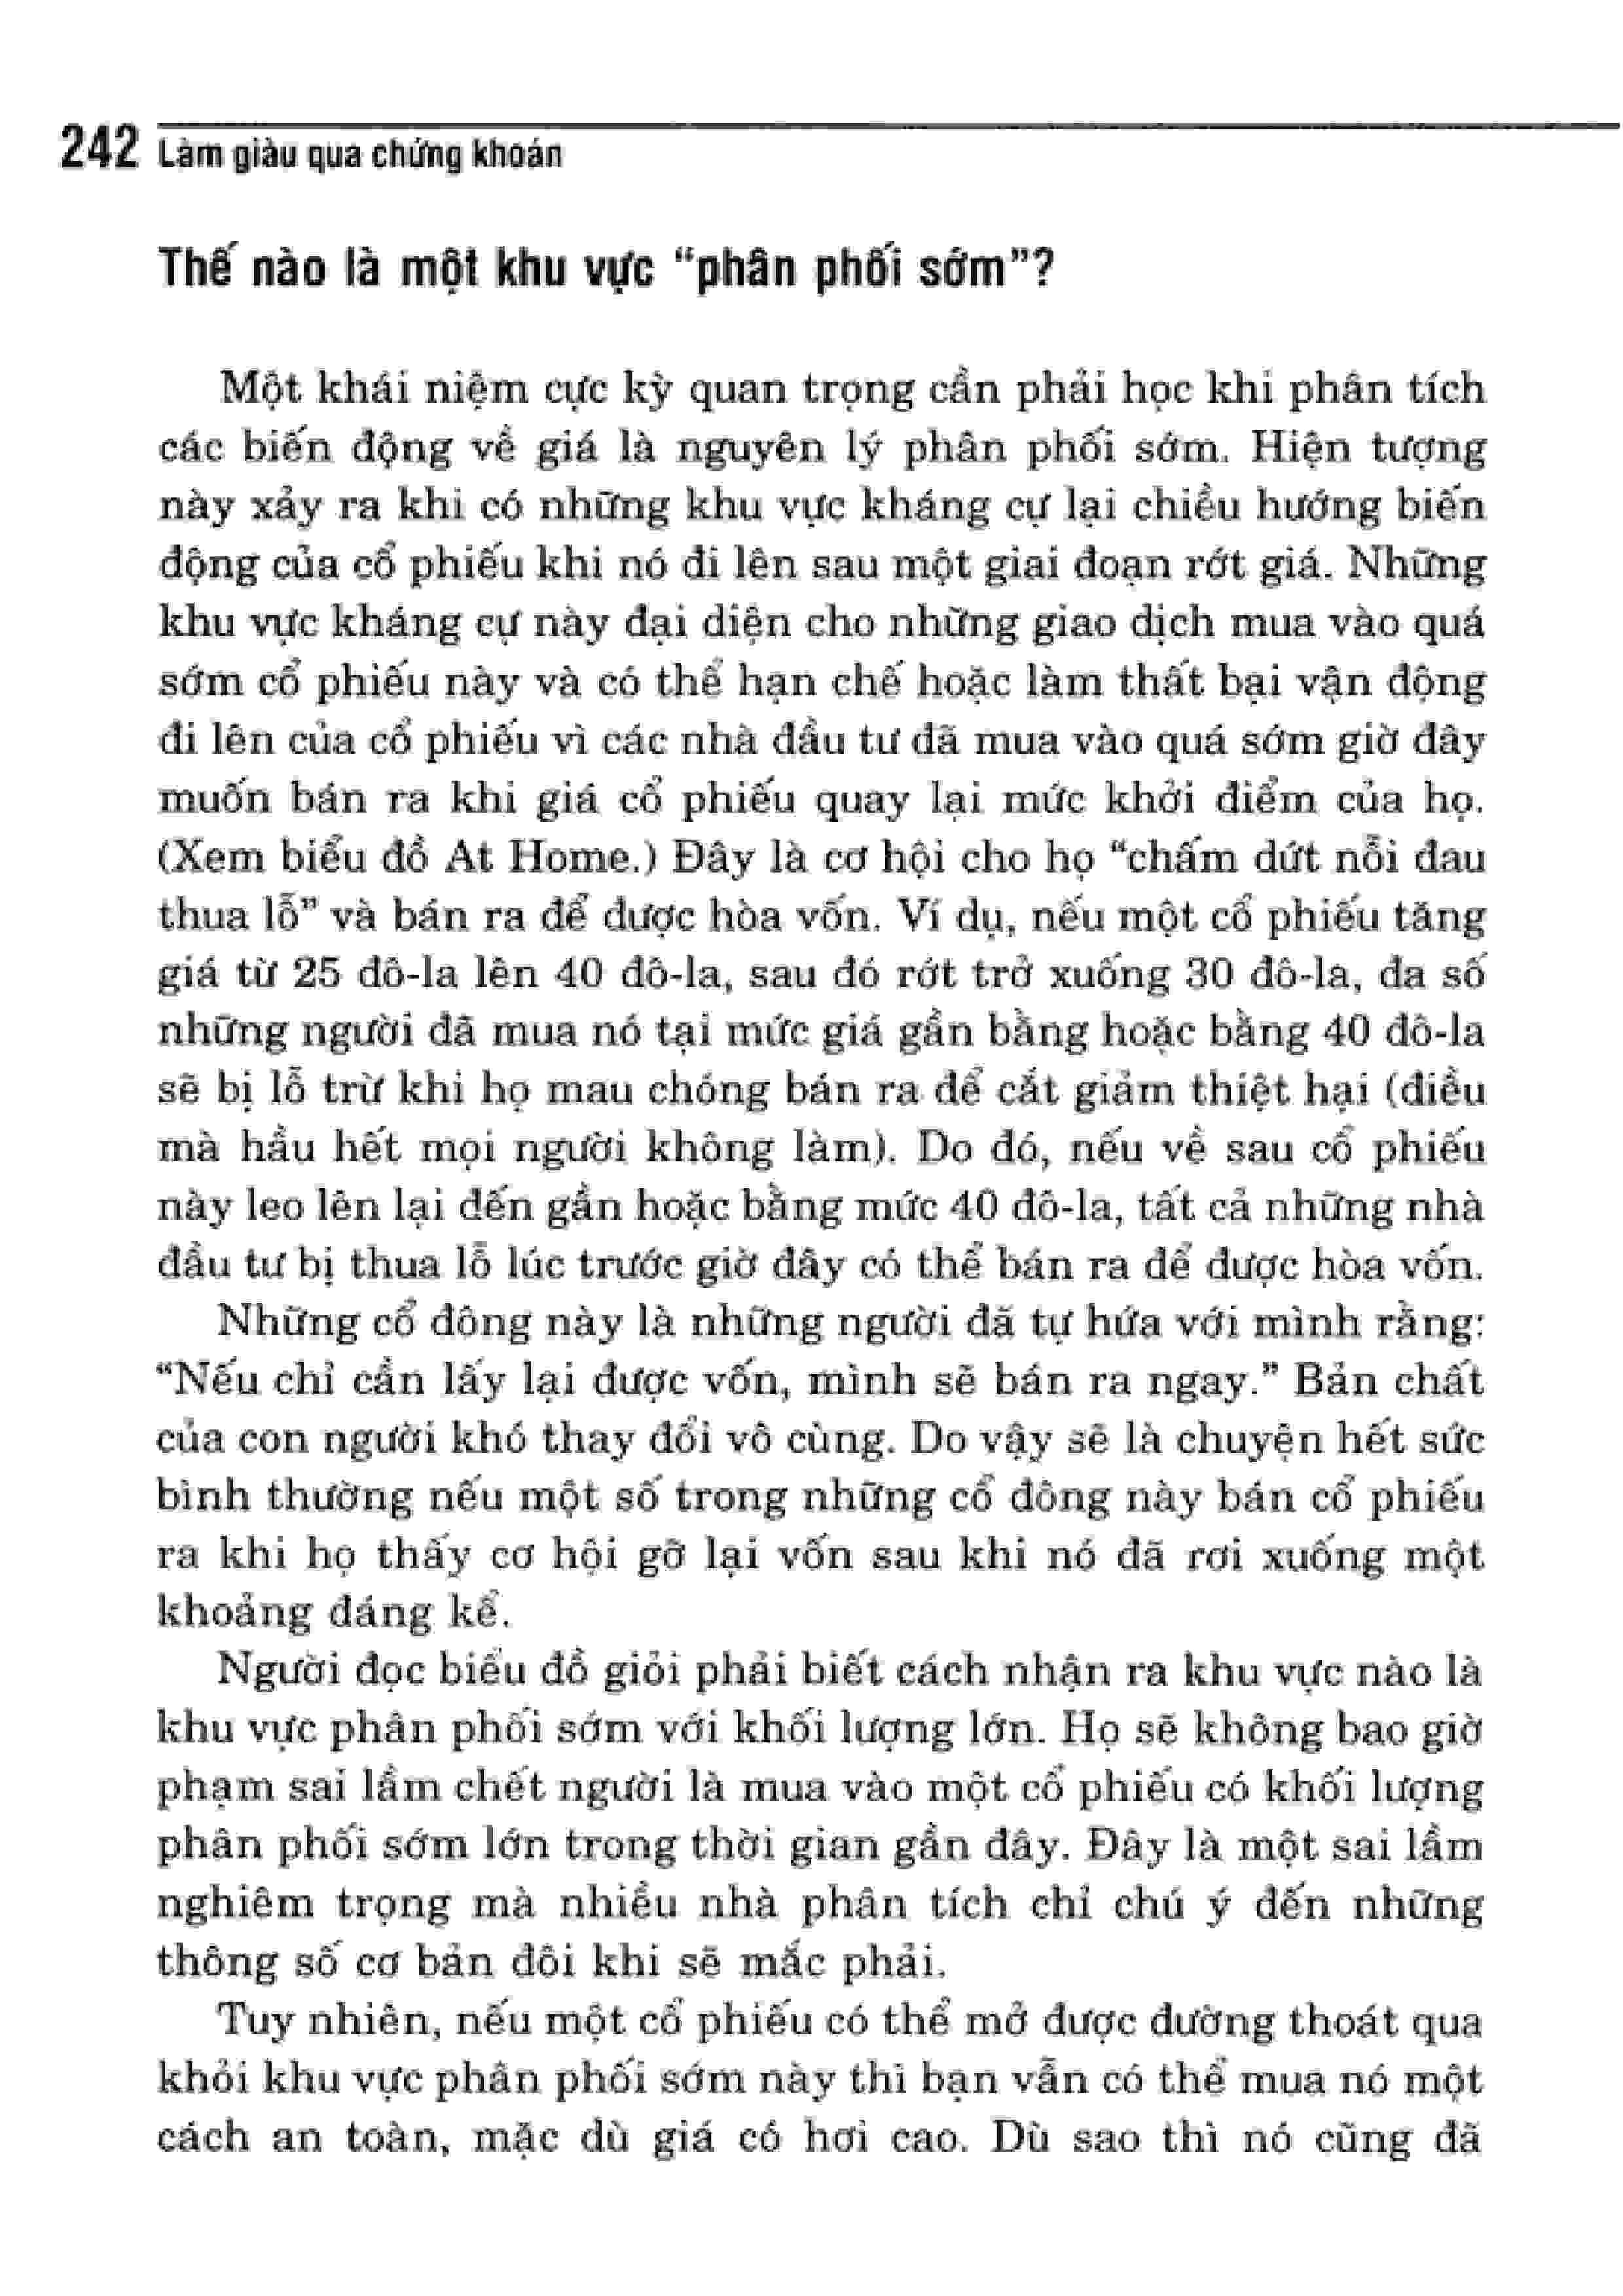 242 Làm giàu qua chứng khoán
Thế nào là một khu vực “phân phối sớm”?
Một khái niệm cực kỳ quan trọng cần phải học khi phân tích
các biến động về giá là nguyên lý phân phối sớm. Hiện tượng
này xảy ra khi có những khu vực kháng cự lại chiều hướng biến
động của cổ phiếu khi nó đi lên sau một giai đoạn rớt giá. Những
khu vực kháng cự này đại diện cho những giao dịch mua vào quá
sớm cổ phiếu này và có thể hạn chế hoặc làm thất bại vận động
đi lên của cổ phiếu vì các nhà đầu tư đã mua vào quá sớm giờ đây
muốn bán ra khi giá cổ phiếu quay lại mức khởi điểm của họ.
(Xem biểu đồ At Home.) Đây là cơ hội cho họ “chấm dứt nỗi đau
thua lỗ” và bán ra để được hòa vốn. Ví dụ, nếu một cổ phiếu tăng
giá từ 25 đô-la lên 40 đô-la, sau đó rớt trở xuống 30 đô-la, đa số
những người đã mua nó tại mức giá gần bằng hoặc bằng 40 đô-la
sẽ bị lỗ trừ khi họ mau chóng bán ra để cắt giảm thiệt hại (điều
mà hầu hết mọi người không làm). Do đó, nếu về sau cổ phiếu
này leo lên lại đến gần hoặc bằng mức 40 đô-la, tất cả những nhà
đầu tư bị thua lỗ lúc trước giờ đây có thể bán ra để được hòa vốn.
Những cổ đông này là những người đã tự hứa với mình rằng:
“Nếu chỉ cần lấy lại được vốn, mình sẽ bán ra ngay.” Bản chất
của con người khó thay đổi vô cùng. Do vậy sẽ là chuyện hết sức
bình thường nếu một số trong những cổ đông này bán cổ phiếu
ra khi họ thấy cơ hội gỡ lại vốn sau khi nó đã rơi xuống một
khoảng đáng kể.
Người đọc biểu đồ giỏi phải biết cách nhận ra khu vực nào là
khu vực phân phối sớm với khối lượng lớn. Họ sẽ không bao giờ
phạm sai lầm chết người là mua vào một cổ phiếu có khối lượng
phân phối sớm lớn trong thời gian gần đây. Đây là một sai lầm
nghiêm trọng mà nhiều nhà phân tích chỉ chú ý đến những
thông số cơ bản đôi khi sẽ mắc phải.
Tuy nhiên, nếu một cổ phiếu có thể mở được đường thoát qua
khỏi khu vực phân phối sớm này thì bạn vẫn có thể mua nó một
cách an toàn, mặc dù giá có hơi cao. Dù sao thì nó cũng đã